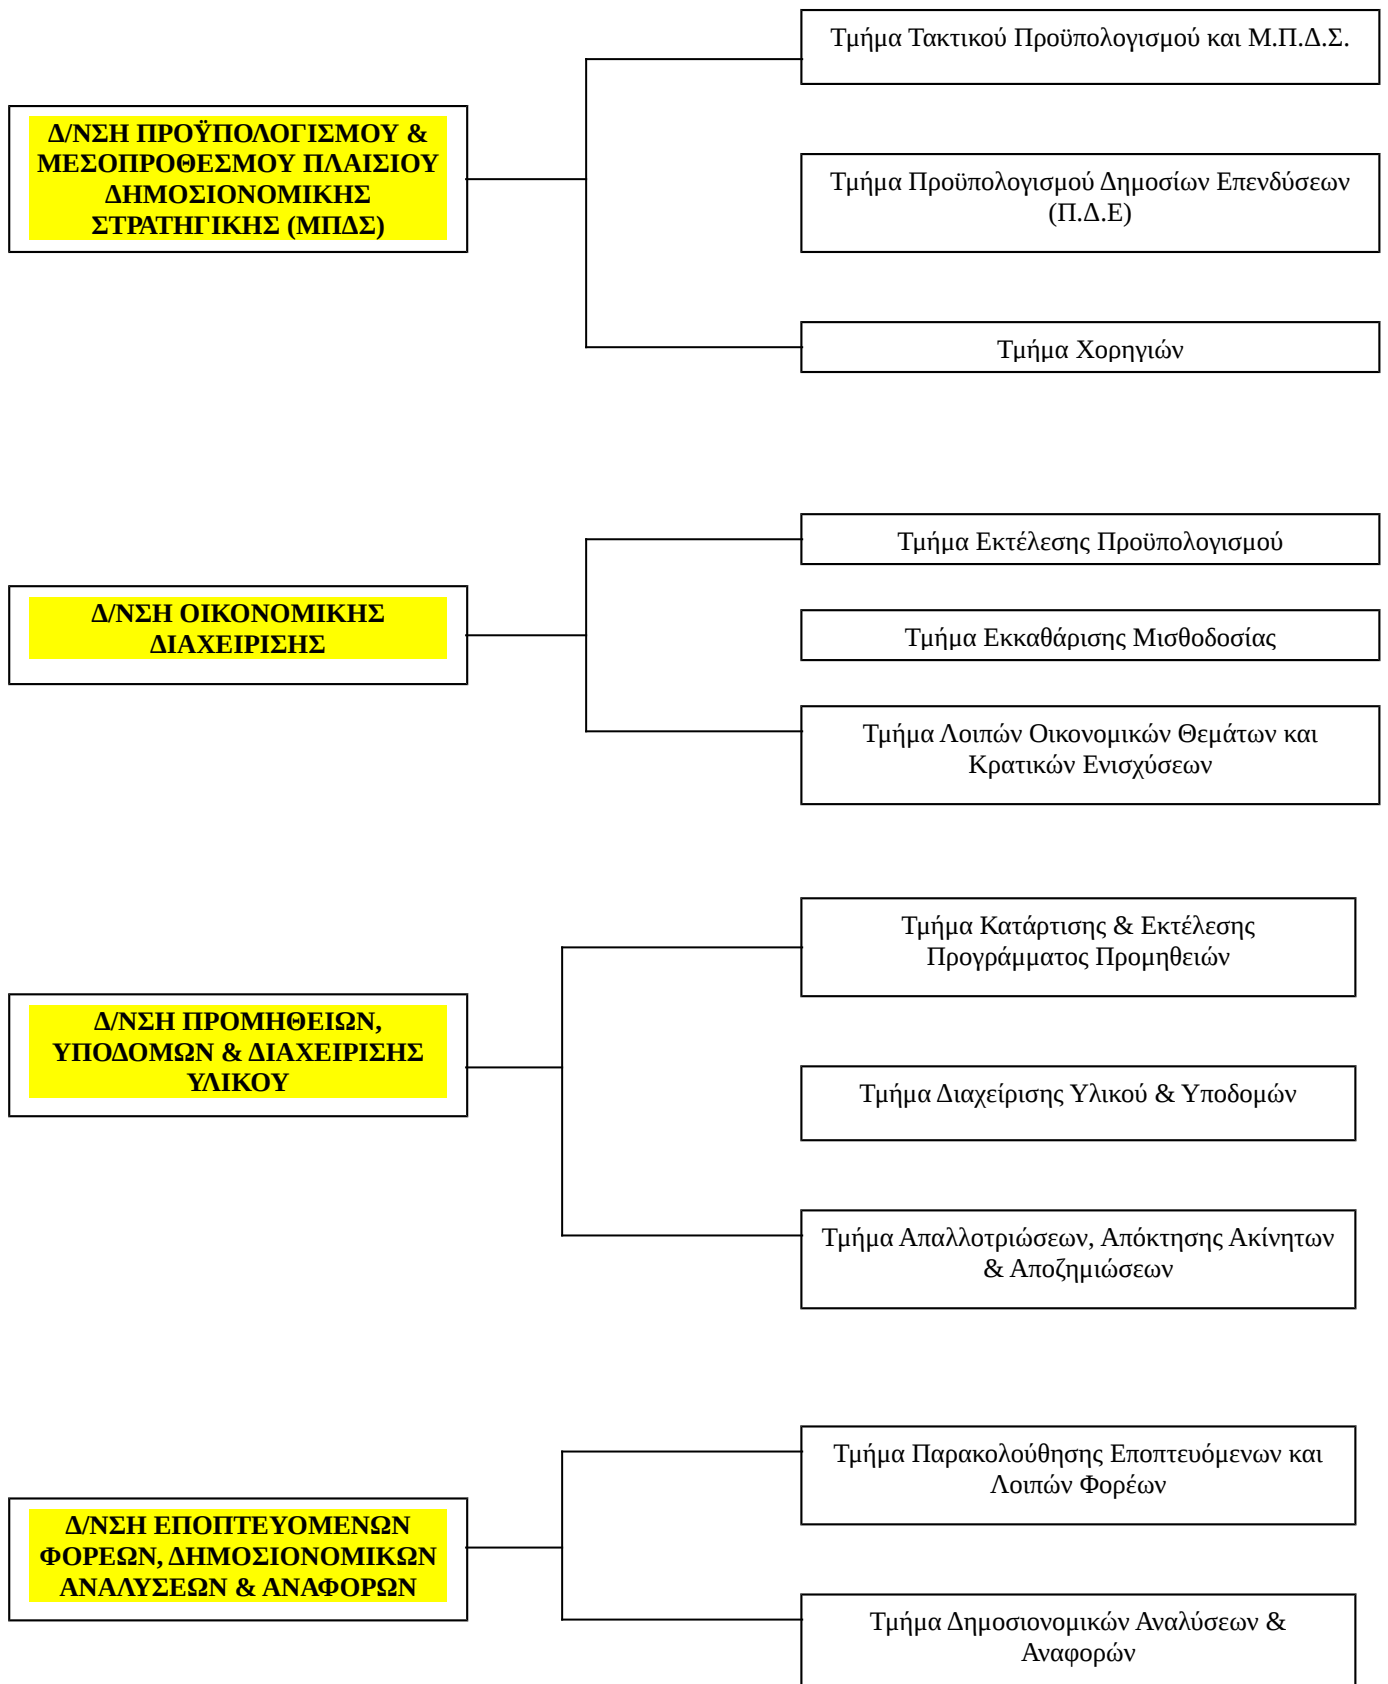 Τμήμα Τακτικού Προϋπολογισμού και Μ.Π.Δ.Σ.
Δ/ΝΣΗ ΠΡΟΫΠΟΛΟΓΙΣΜΟΥ &
ΜΕΣΟΠΡΟΘΕΣΜΟΥ ΠΛΑΙΣΙΟΥ
ΔΗΜΟΣΙΟΝΟΜΙΚΗΣ
ΣΤΡΑΤΗΓΙΚΗΣ (ΜΠΔΣ)
Τμήμα Προϋπολογισμού Δημοσίων Επενδύσεων
(Π.Δ.Ε)
Τμήμα Χορηγιών
Τμήμα Εκτέλεσης Προϋπολογισμού
Δ/ΝΣΗ ΟΙΚΟΝΟΜΙΚΗΣ
ΔΙΑΧΕΙΡΙΣΗΣ
Τμήμα Εκκαθάρισης Μισθοδοσίας
Τμήμα Λοιπών Οικονομικών Θεμάτων και
Κρατικών Ενισχύσεων
Τμήμα Κατάρτισης & Εκτέλεσης
Προγράμματος Προμηθειών
Δ/ΝΣΗ ΠΡΟΜΗΘΕΙΩΝ,
ΥΠΟΔΟΜΩΝ & ΔΙΑΧΕΙΡΙΣΗΣ
ΥΛΙΚΟΥ
Τμήμα Διαχείρισης Υλικού & Υποδομών
Τμήμα Απαλλοτριώσεων, Απόκτησης Ακίνητων
& Αποζημιώσεων
Τμήμα Παρακολούθησης Εποπτευόμενων και
Λοιπών Φορέων
Δ/ΝΣΗ ΕΠΟΠΤΕΥΟΜΕΝΩΝ
ΦΟΡΕΩΝ, ΔΗΜΟΣΙΟΝΟΜΙΚΩΝ
ΑΝΑΛΥΣΕΩΝ & ΑΝΑΦΟΡΩΝ
Τμήμα Δημοσιονομικών Αναλύσεων &
Αναφορών